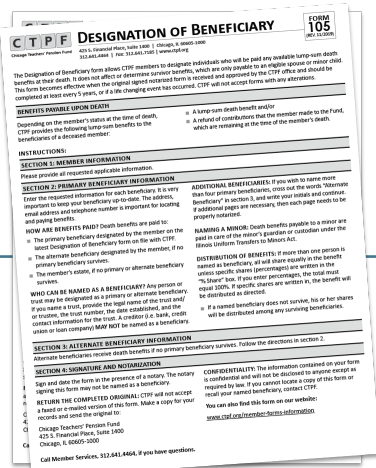 CTPF
Chicago Teachers' Pension Fund
DESIGNATION OF BENEFICIARY
425 S. Financial Place, Suite 1400 | Chicago, IL 60605-1000
312.641.4464 | Fax: 312.641.7185 | www.ctpf.org
FORM
105
(REV. 11/2019)
The Designation of Beneficiary form allows CTPF members to designate individuals who will be paid any available lump-sum death
benefits at their death. It does not affect or determine survivor benefits, which are only payable to an eligible spouse or minor child.
This form becomes effective when the original signed notarized form is received and approved by the CTPF office and should be
completed at least every 5 years, or if a life changing event has occurred. CTPF will not accept forms with any alterations.
BENEFITS PAYABLE UPON DEATH
Depending on the member's status at the time of death,
CTPF provides the following lump-sum benefits to the
beneficiaries of a deceased member:
■ A lump-sum death benefit and/or
■ A refund of contributions that the member made to the Fund,
which are remaining at the time of the member's death.
INSTRUCTIONS:
SECTION 1: MEMBER INFORMATION
Please provide all requested applicable information.
SECTION 2: PRIMARY BENEFICIARY INFORMATION
Enter the requested information for each beneficiary. It is very
important to keep your beneficiary up-to-date. The address,
email address and telephone number is important for locating
and paying benefits.
HOW ARE BENEFITS PAID? Death benefits are paid to:
■ The primary beneficiary designated by the member on the
latest Designation of Beneficiary form on file with CTPF.
■ The alternate beneficiary designated by the member, if no
primary beneficiary survives.
■ The member's estate, if no primary or alternate beneficiary
survives.
WHO CAN BE NAMED AS A BENEFICIARY? Any person or
trust may be designated as a primary or alternate beneficiary.
If you name a trust, provide the legal name of the trust and/
or trustee, the trust number, the date established, and the
contact information for the trust. A creditor (i.e. bank, credit
union or loan company) MAY NOT be named as a beneficiary.
ADDITIONAL BENEFICIARIES: If you wish to name more
than four primary beneficiaries, cross out the words "Alternate
Beneficiary" in section 3, and write your initials and continue.
If additional pages are necessary, then each page needs to be
properly notarized.
NAMING A MINOR: Death benefits payable to a minor are
paid in care of the minor's guardian or custodian under the
Illinois Uniform Transfers to Minors Act.
DISTRIBUTION OF BENEFITS: If more than one person is
named as beneficiary, all will share equally in the benefit
unless specific shares (percentages) are written in the
"% Share" box. If you enter percentages, the total must
equal 100%. If specific shares are written in, the benefit will
be distributed as directed.
■ If a named beneficiary does not survive, his or her shares
will be distributed among any surviving beneficiaries.
SECTION 3: ALTERNATE BENEFICIARY INFORMATION
Alternate beneficiaries receive death benefits if no primary beneficiary survives. Follow the directions in section 2.
SECTION 4: SIGNATURE AND NOTARIZATION
Sign and date the form in the presence of a notary. The notary
signing this form may not be named as a beneficiary.
RETURN THE COMPLETED ORIGINAL: CTPF will not accept
a faxed or e-mailed version of this form. Make a copy for your
records and send the original to:
Chicago Teachers' Pension Fund
425 S. Financial Place, Suite 1400
Chicago, IL 60605-1000
Call Member Services, 312.641.4464, if you have questions.
CONFIDENTIALITY: The information contained on your form
is confidential and will not be disclosed to anyone except as
required by law. If you cannot locate a copy of this form or
recall your named beneficiary, contact CTPF.
You can also find this form on our website:
www.ctpf.org/member-forms-information